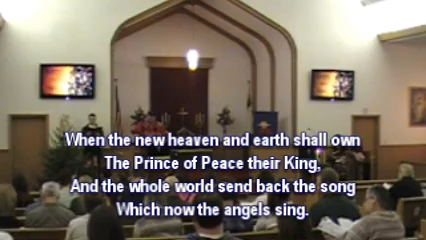 When the new heaven and earth shall own
The Prince of Peace their King,
And the whole world send back the song
Which now the angels sing.